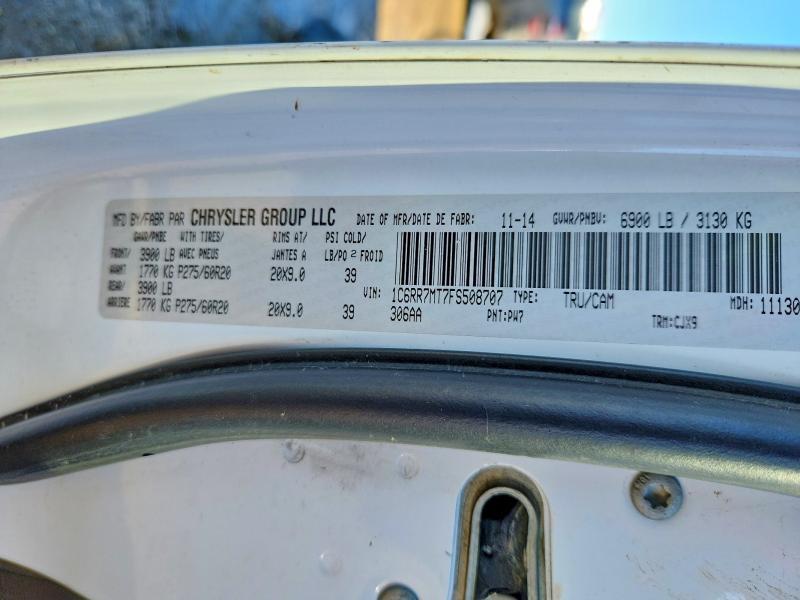 MFD BY/FABR PAR CHRYSLER GROUP LLC DATE OF MFR/DATE DE FABR: 11-14 GVWR/PNBV: 6900 LB / 3130 KG
GAWR/PNBE WITH TIRES/ RIMS AT/ PSI COLD/
FRONT/ 3900 LB AVEC PNEUS JANTES A LB/PO² FROID
AVANT 1770 KG P275/60R20 20X9.0 39
REAR/ 3900 LB
ARRIERE 1770 KG P275/60R20 20X9.0 39
VIN: 1C6RR7MT7FS508707 TYPE: TRU/CAM MDH: 11130
306AA PNT:PW7 TRM:CJX9